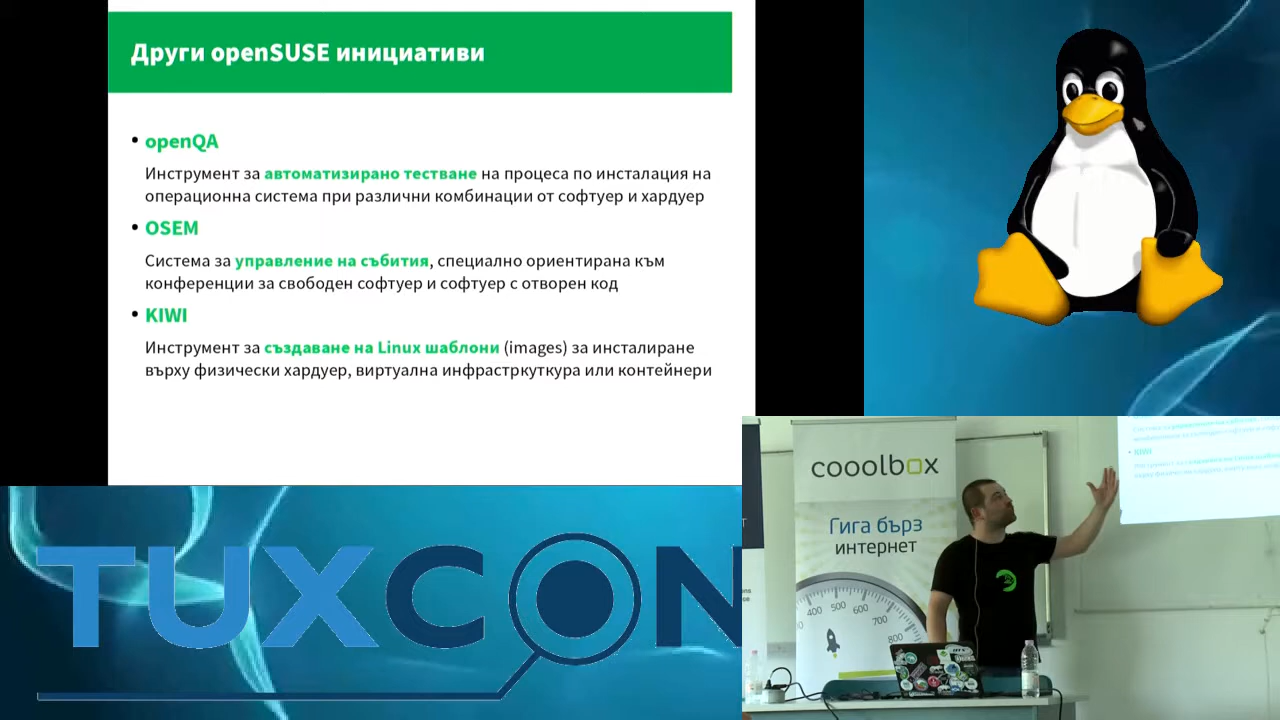 Други openSUSE инициативи
• openQA
Инструмент за автоматизирано тестване на процеса по инсталация на
операционна система при различни комбинации от софтуер и хардуер
• OSEM
Система за управление на събития, специално ориентирана към
конференции за свободен софтуер и софтуер с отворен код
• KIWI
Инструмент за създаване на Linux шаблони (images) за инсталиране
върху физически хардуер, виртуална инфрастркуткура или контейнери
TUXCON
cooolbox
Гига бърз
интернет
400 500 600 700 800
KIWI